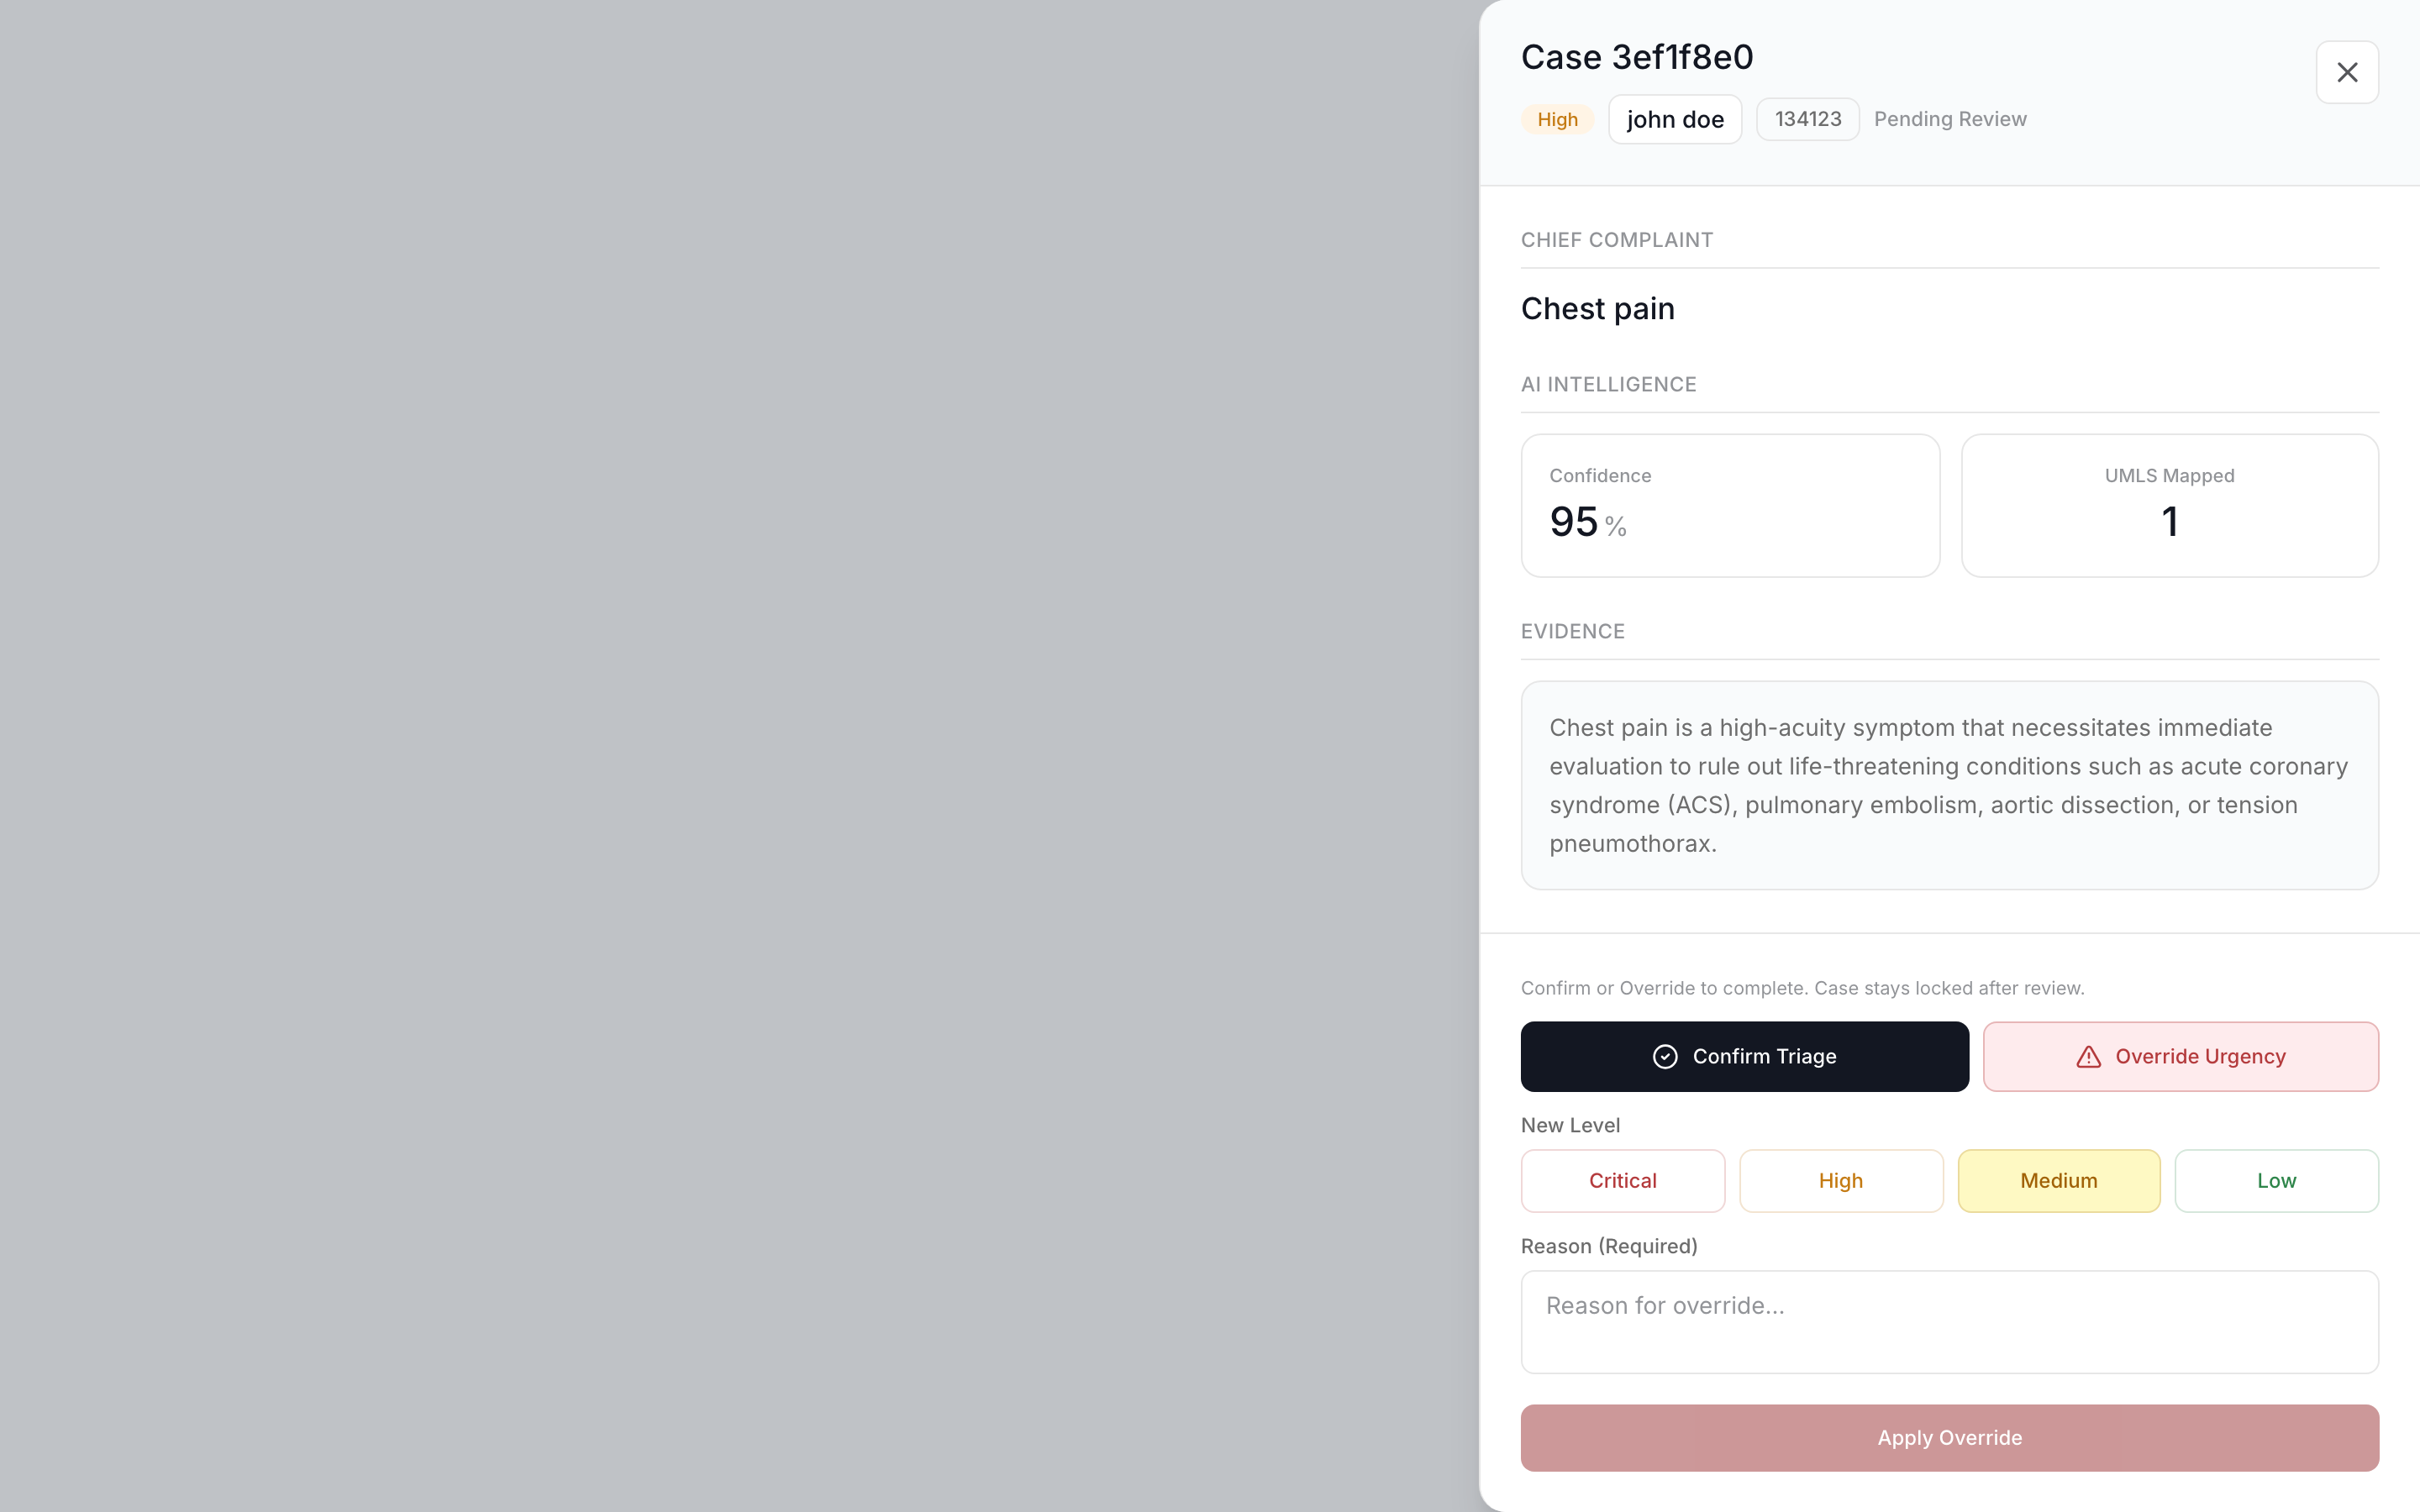 Case 3ef1f8e0
High john doe 134123 Pending Review
CHIEF COMPLAINT
Chest pain
AI INTELLIGENCE
Confidence UMLS Mapped
95 % 1
EVIDENCE
Chest pain is a high-acuity symptom that necessitates immediate
evaluation to rule out life-threatening conditions such as acute coronary
syndrome (ACS), pulmonary embolism, aortic dissection, or tension
pneumothorax.
Confirm or Override to complete. Case stays locked after review.
Confirm Triage Override Urgency
New Level
Critical High Medium Low
Reason (Required)
Reason for override...
Apply Override